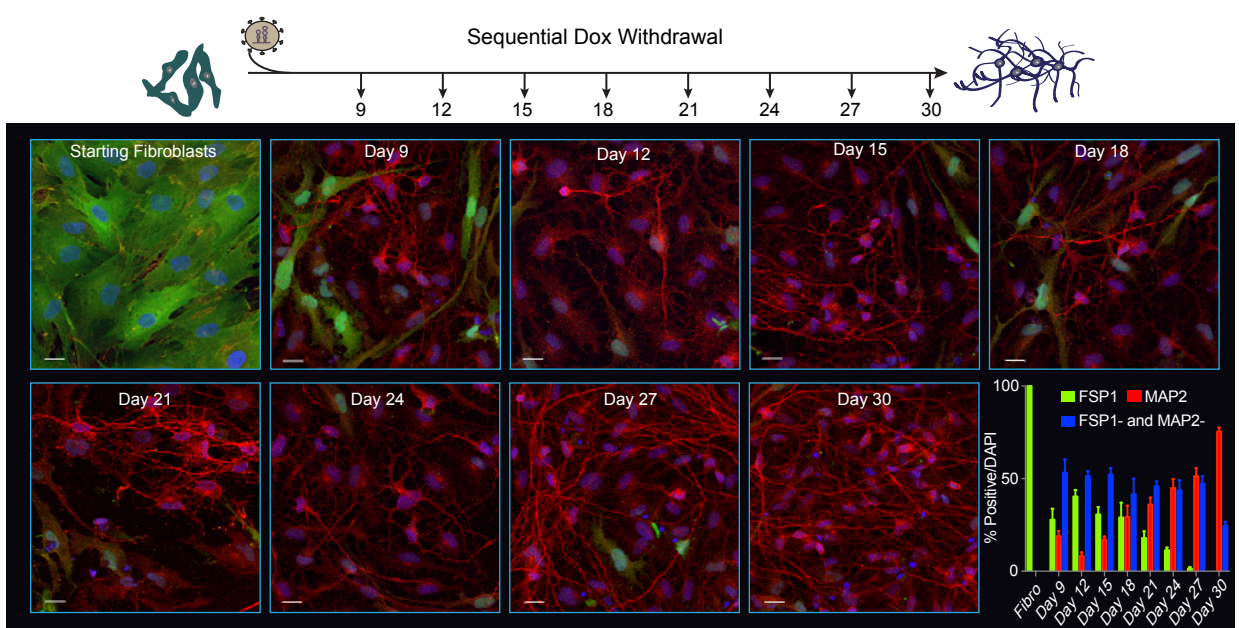 Sequential Dox Withdrawal
9 12 15 18 21 24 27 30
Starting Fibroblasts
Day 9
Day 12
Day 15
Day 18
Day 21
Day 24
Day 27
Day 30
% Positive/DAPI
100
50
0
FSP1 MAP2
FSP1- and MAP2-
Fibro
Day 9
Day 12
Day 15
Day 18
Day 21
Day 24
Day 27
Day 30